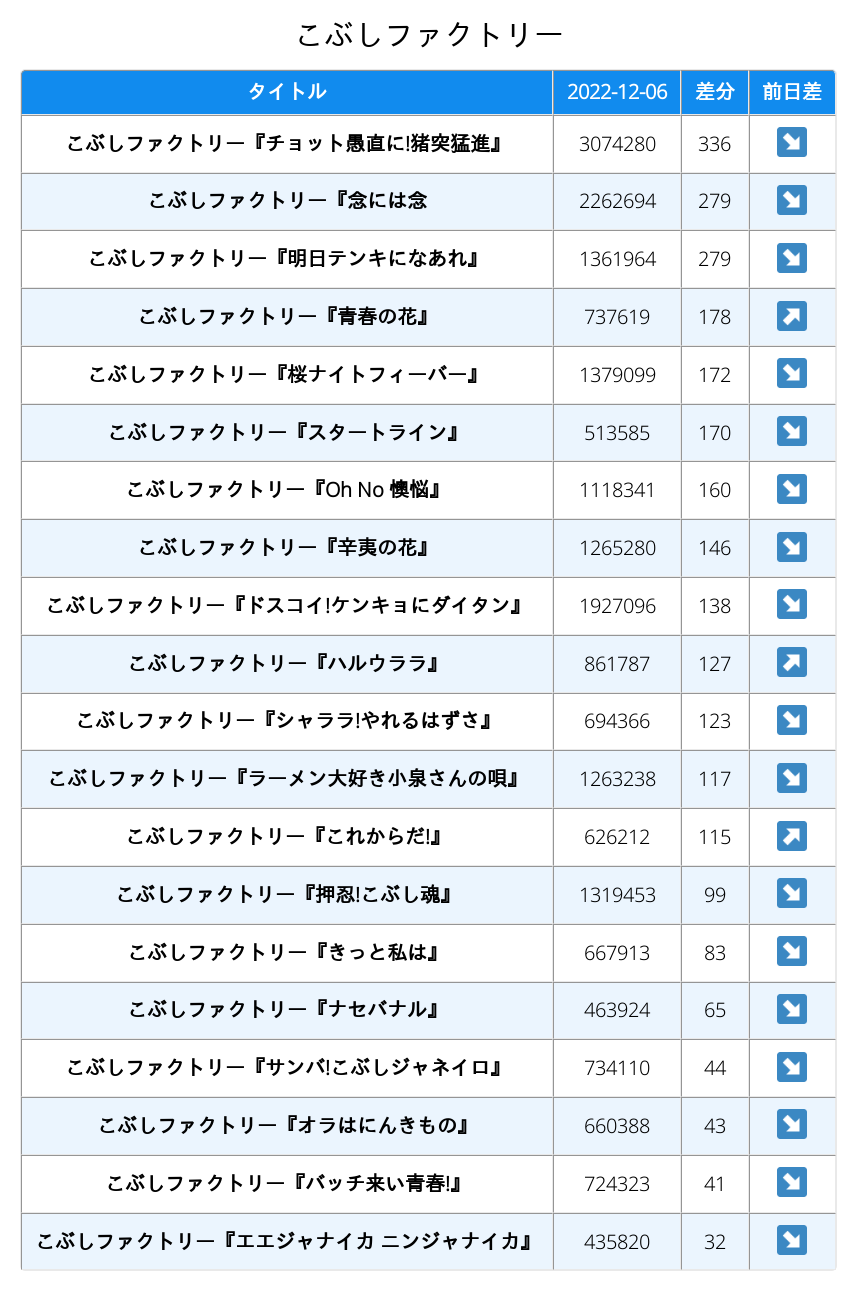 こぶしファクトリー
タイトル 2022-12-06 差分 前日差
こぶしファクトリー『チョット愚直に!猪突猛進』 3074280 336 ↘
こぶしファクトリー『念には念 2262694 279 ↘
こぶしファクトリー『明日テンキになあれ』 1361964 279 ↘
こぶしファクトリー『青春の花』 737619 178 ↗
こぶしファクトリー『桜ナイトフィーバー』 1379099 172 ↘
こぶしファクトリー『スタートライン』 513585 170 ↘
こぶしファクトリー『Oh No 懊悩』 1118341 160 ↘
こぶしファクトリー『辛夷の花』 1265280 146 ↘
こぶしファクトリー『ドスコイ!ケンキョにダイタン』 1927096 138 ↘
こぶしファクトリー『ハルウララ』 861787 127 ↗
こぶしファクトリー『シャララ!やれるはずさ』 694366 123 ↘
こぶしファクトリー『ラーメン大好き小泉さんの唄』 1263238 117 ↘
こぶしファクトリー『これからだ!』 626212 115 ↗
こぶしファクトリー『押忍!こぶし魂』 1319453 99 ↘
こぶしファクトリー『きっと私は』 667913 83 ↘
こぶしファクトリー『ナセバナル』 463924 65 ↘
こぶしファクトリー『サンバ!こぶしジャネイロ』 734110 44 ↘
こぶしファクトリー『オラはにんきもの』 660388 43 ↘
こぶしファクトリー『バッチ来い青春!』 724323 41 ↘
こぶしファクトリー『エエジャナイカ ニンジャナイカ』 435820 32 ↘